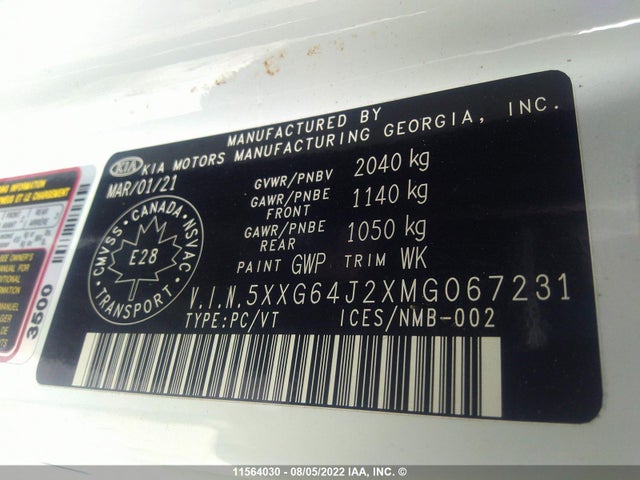 MANUFACTURED BY
KIA KIA MOTORS MANUFACTURING GEORGIA, INC.
MAR/01/21
GVWR/PNBV 2040 kg
GAWR/PNBE FRONT 1140 kg
GAWR/PNBE REAR 1050 kg
PAINT GWP TRIM WK
CANADA
CMVSS NSVAC
E28
TRANSPORT
V.I.N. 5XXG64J2XMG067231
TYPE:PC/VT ICES/NMB-002
3500
11564030 - 08/05/2022 IAA, INC. ©